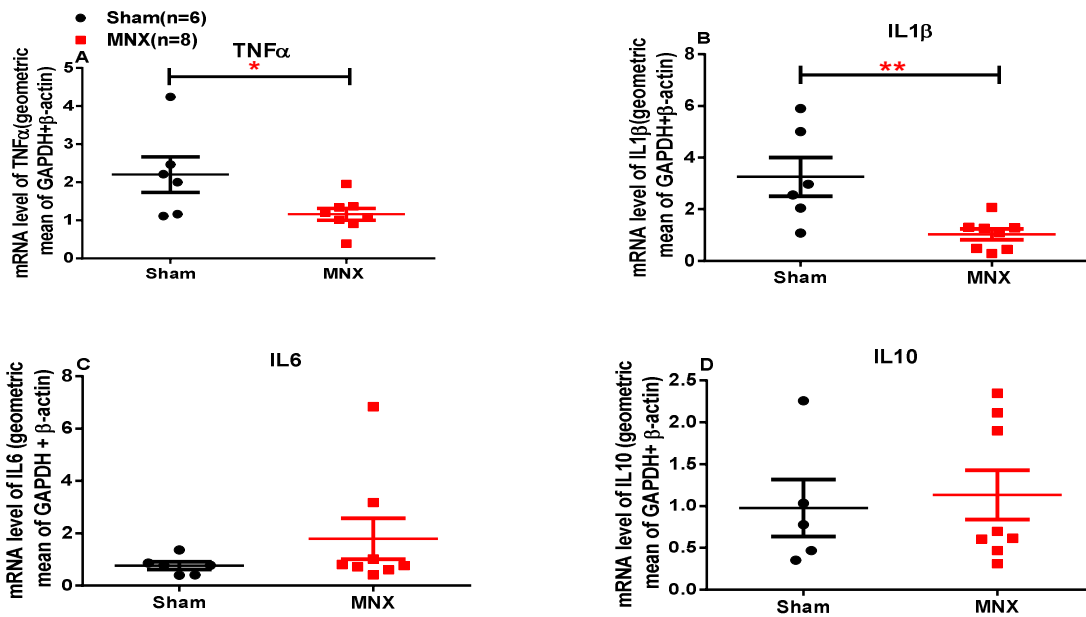 Sham(n=6)
MNX(n=8)
A
TNFα
*
mRNA level of TNFα(geometric
mean of GAPDH+β-actin)
5
4
3
2
1
0
Sham
MNX
B
IL1β
**
mRNA level of IL1β(geometric
mean of GAPDH+β-actin)
8
6
4
2
0
Sham
MNX
C
IL6
mRNA level of IL6 (geometric
mean of GAPDH + β-actin)
8
6
4
2
0
Sham
MNX
D
IL10
mRNA level of IL10 (geometric
mean of GAPDH+ β-actin)
2.5
2.0
1.5
1.0
0.5
0.0
Sham
MNX